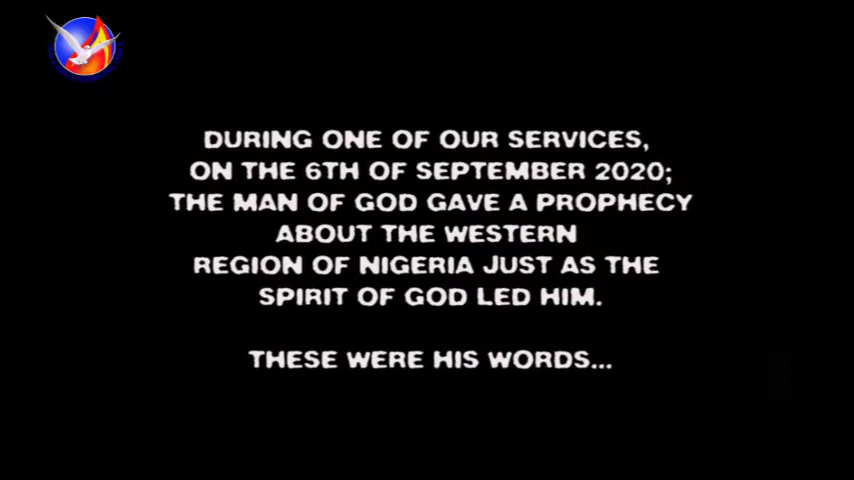 DURING ONE OF OUR SERVICES,
ON THE 6TH OF SEPTEMBER 2020;
THE MAN OF GOD GAVE A PROPHECY
ABOUT THE WESTERN
REGION OF NIGERIA JUST AS THE
SPIRIT OF GOD LED HIM.
THESE WERE HIS WORDS...